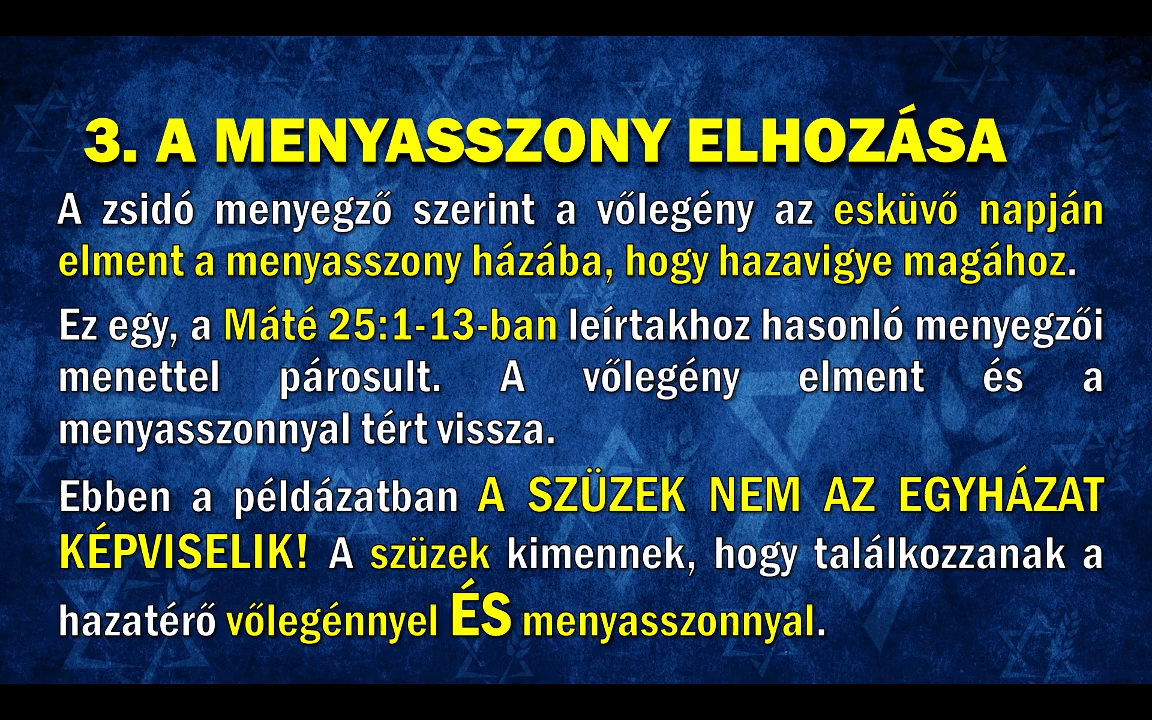 3. A MENYASSZONY ELHOZÁSA
A zsidó menyegző szerint a vőlegény az esküvő napján
elment a menyasszony házába, hogy hazavigye magához.
Ez egy, a Máté 25:1-13-ban leírtakhoz hasonló menyegzői
menettel párosult. A vőlegény elment és a
menyasszonnyal tért vissza.
Ebben a példázatban A SZÜZEK NEM AZ EGYHÁZAT
KÉPVISELIK! A szüzek kimennek, hogy találkozzanak a
hazatérő vőlegénnyel ÉS menyasszonnyal.